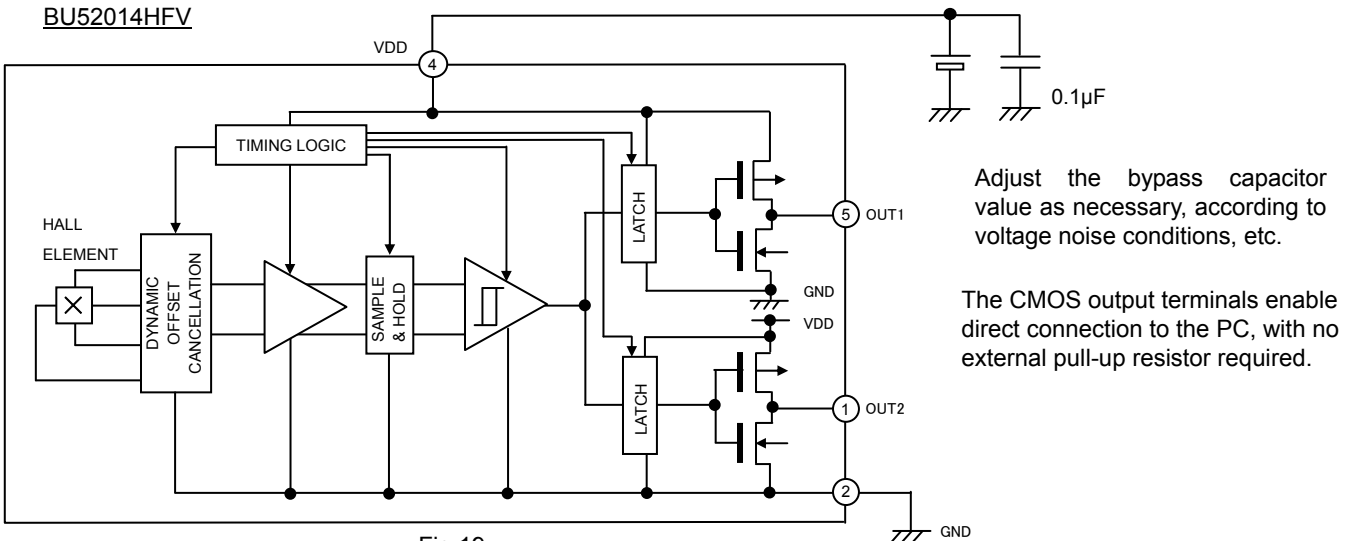 BU52014HFV
VDD
4
0.1µF
TIMING LOGIC
HALL
ELEMENT
DYNAMIC
OFFSET
CANCELLATION
SAMPLE
& HOLD
LATCH
5 OUT1
GND
VDD
LATCH
1 OUT2
2
GND
Adjust the bypass capacitor
value as necessary, according to
voltage noise conditions, etc.
The CMOS output terminals enable
direct connection to the PC, with no
external pull-up resistor required.